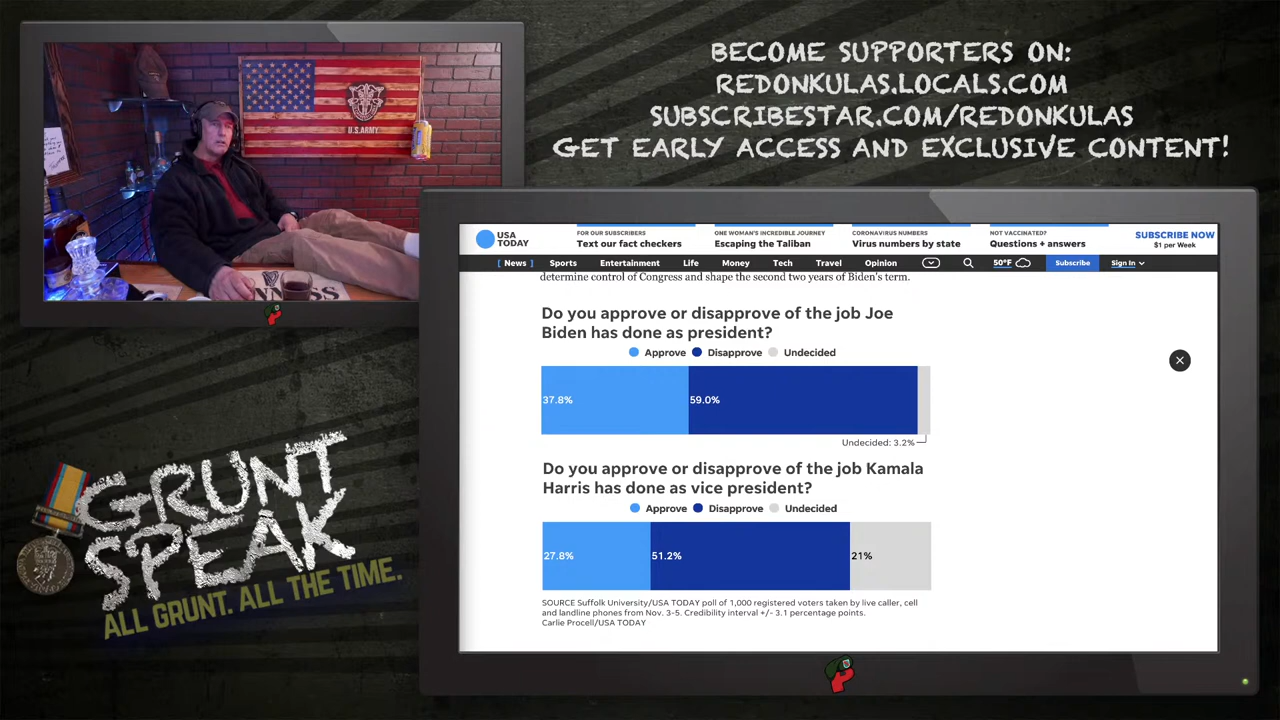 BECOME SUPPORTERS ON:
REDONKULAS.LOCALS.COM
SUBSCRIBESTAR.COM/REDONKULAS
GET EARLY ACCESS AND EXCLUSIVE CONTENT!
U.S. ARMY
USA
TODAY
FOR OUR SUBSCRIBERS
Text our fact checkers
ONE WOMAN'S INCREDIBLE JOURNEY
Escaping the Taliban
CORONAVIRUS NUMBERS
Virus numbers by state
NOT VACCINATED?
Questions + answers
SUBSCRIBE NOW
$1 per Week
[ News ] Sports Entertainment Life Money Tech Travel Opinion 50°F Subscribe Sign In
determine control of Congress and shape the second two years of Biden's term.
Do you approve or disapprove of the job Joe
Biden has done as president?
Approve Disapprove Undecided
37.8% 59.0%
Undecided: 3.2%
Do you approve or disapprove of the job Kamala
Harris has done as vice president?
Approve Disapprove Undecided
27.8% 51.2% 21%
SOURCE Suffolk University/USA TODAY poll of 1,000 registered voters taken by live caller, cell
and landline phones from Nov. 3-5. Credibility interval +/- 3.1 percentage points.
Carlie Procell/USA TODAY
GRUNT
SPEAK
ALL GRUNT. ALL THE TIME.